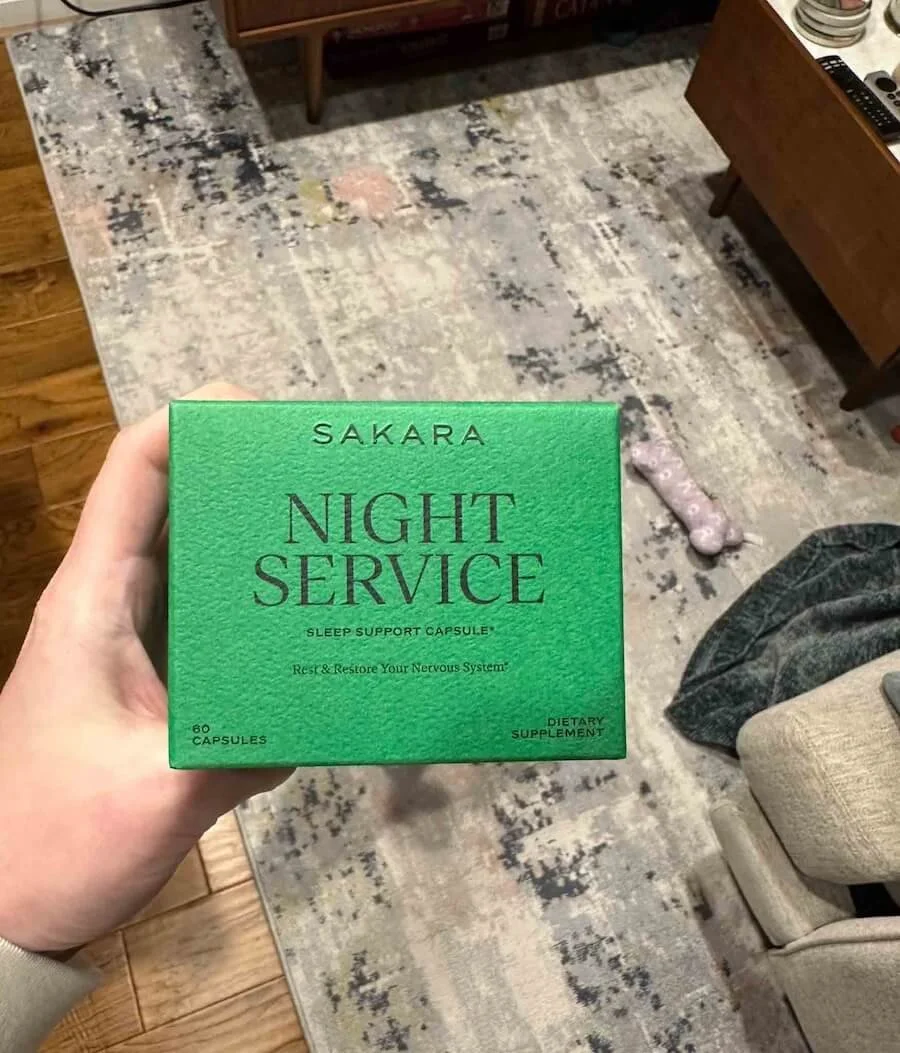 SAKARA
NIGHT
SERVICE
SLEEP SUPPORT CAPSULE*
Rest & Restore Your Nervous System*
60
CAPSULES
DIETARY
SUPPLEMENT